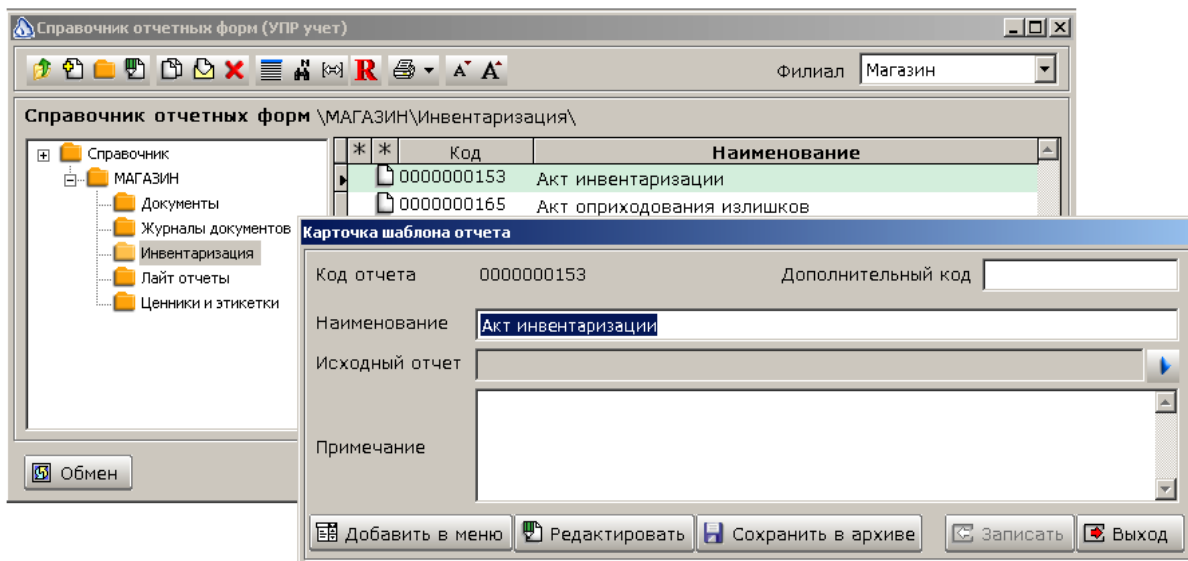 Справочник отчетных форм (УПР учет)
R A A Филиал Магазин
Справочник отчетных форм \МАГАЗИН\Инвентаризация\
Справочник
МАГАЗИН
Документы
Журналы документов
Инвентаризация
Лайт отчеты
Ценники и этикетки
* * Код Наименование
0000000153 Акт инвентаризации
0000000165 Акт оприходования излишков
Обмен
Карточка шаблона отчета
Код отчета 0000000153 Дополнительный код
Наименование Акт инвентаризации
Исходный отчет
Примечание
Добавить в меню Редактировать Сохранить в архиве Записать Выход